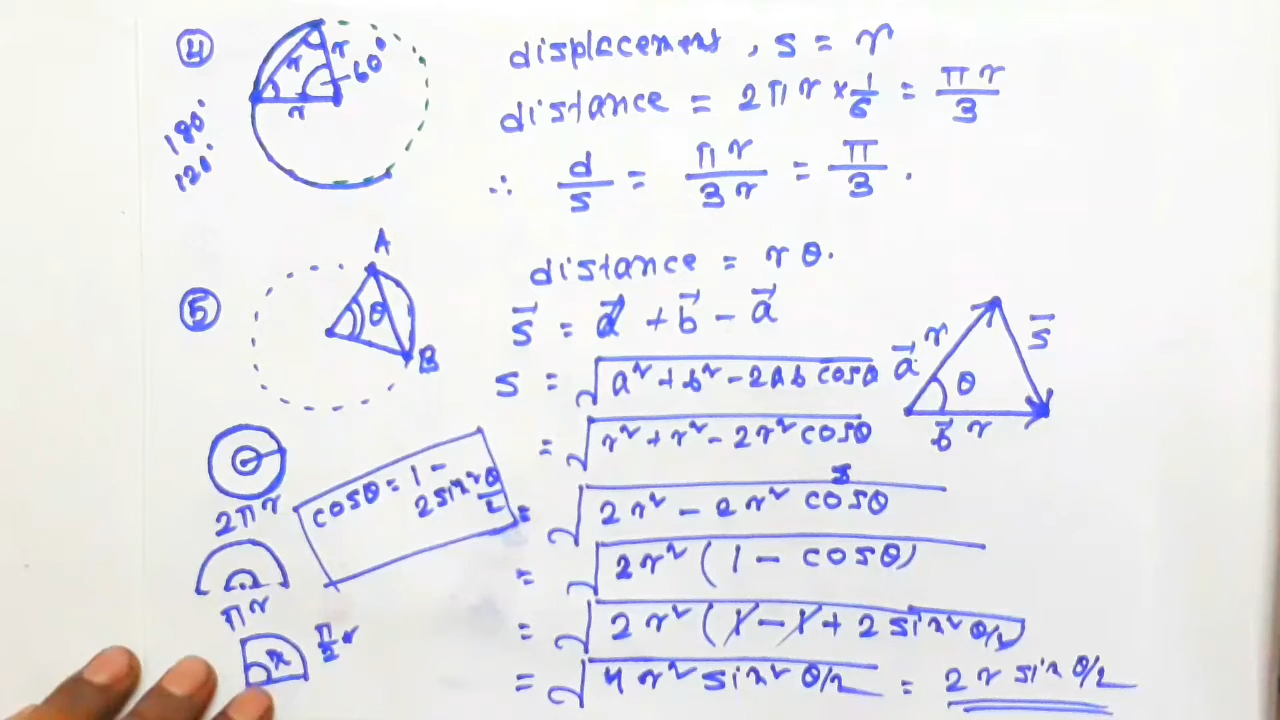 ④
r
r
60°
r
180°
120°
displacement, s = r
distance = 2πr × 1/6 = πr/3
∴ d/s = πr/3r = π/3 .
⑤
A
θ
B
distance = rθ.
s⃗ = a⃗ + b⃗ - a⃗
s = √(a² + b² - 2ab cosθ)
= √(r² + r² - 2r² cosθ)
= √(2r² - 2r² cosθ)
= √(2r² (1 - cosθ))
= √(2r² (1 - 1 + 2 sin² θ/2))
= √(4r² sin² θ/2) = 2r sin θ/2
a⃗ r
s⃗
θ
b⃗ r
2πr
cosθ = 1 -
2sin² θ/2
πr
π/2 r